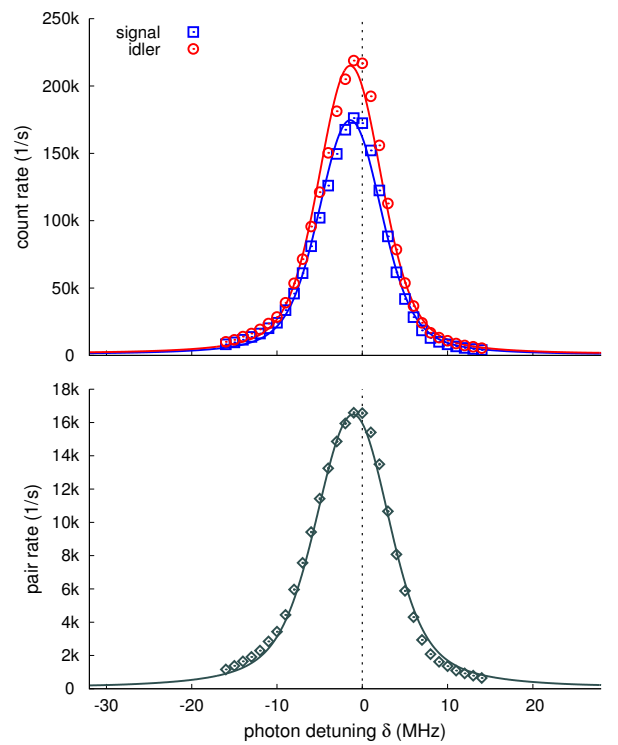 250k
200k
150k
100k
50k
0
count rate (1/s)
signal
idler
18k
16k
14k
12k
10k
8k
6k
4k
2k
0
pair rate (1/s)
-30
-20
-10
0
10
20
photon detuning δ (MHz)